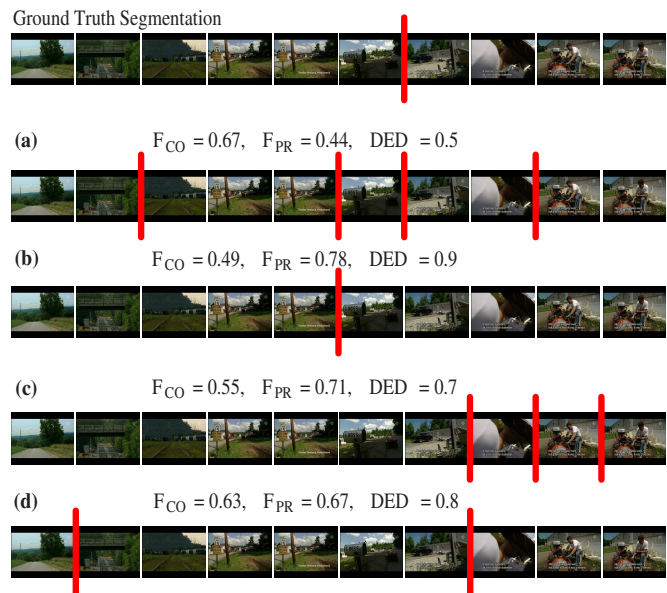 Ground Truth Segmentation
(a) F_CO = 0.67, F_PR = 0.44, DED = 0.5
(b) F_CO = 0.49, F_PR = 0.78, DED = 0.9
(c) F_CO = 0.55, F_PR = 0.71, DED = 0.7
(d) F_CO = 0.63, F_PR = 0.67, DED = 0.8